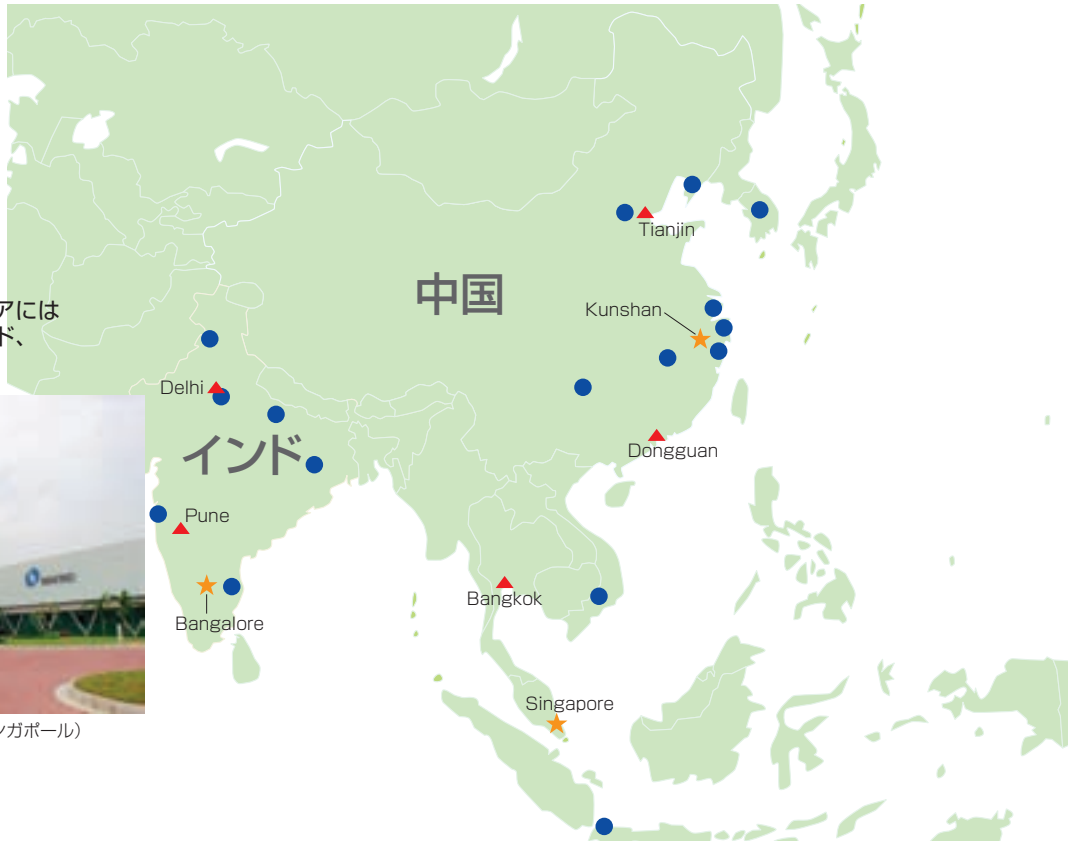 アには
ド、
ンガポール)
中国
インド
Tianjin
Kunshan
Delhi
Dongguan
Pune
Bangkok
Bangalore
Singapore